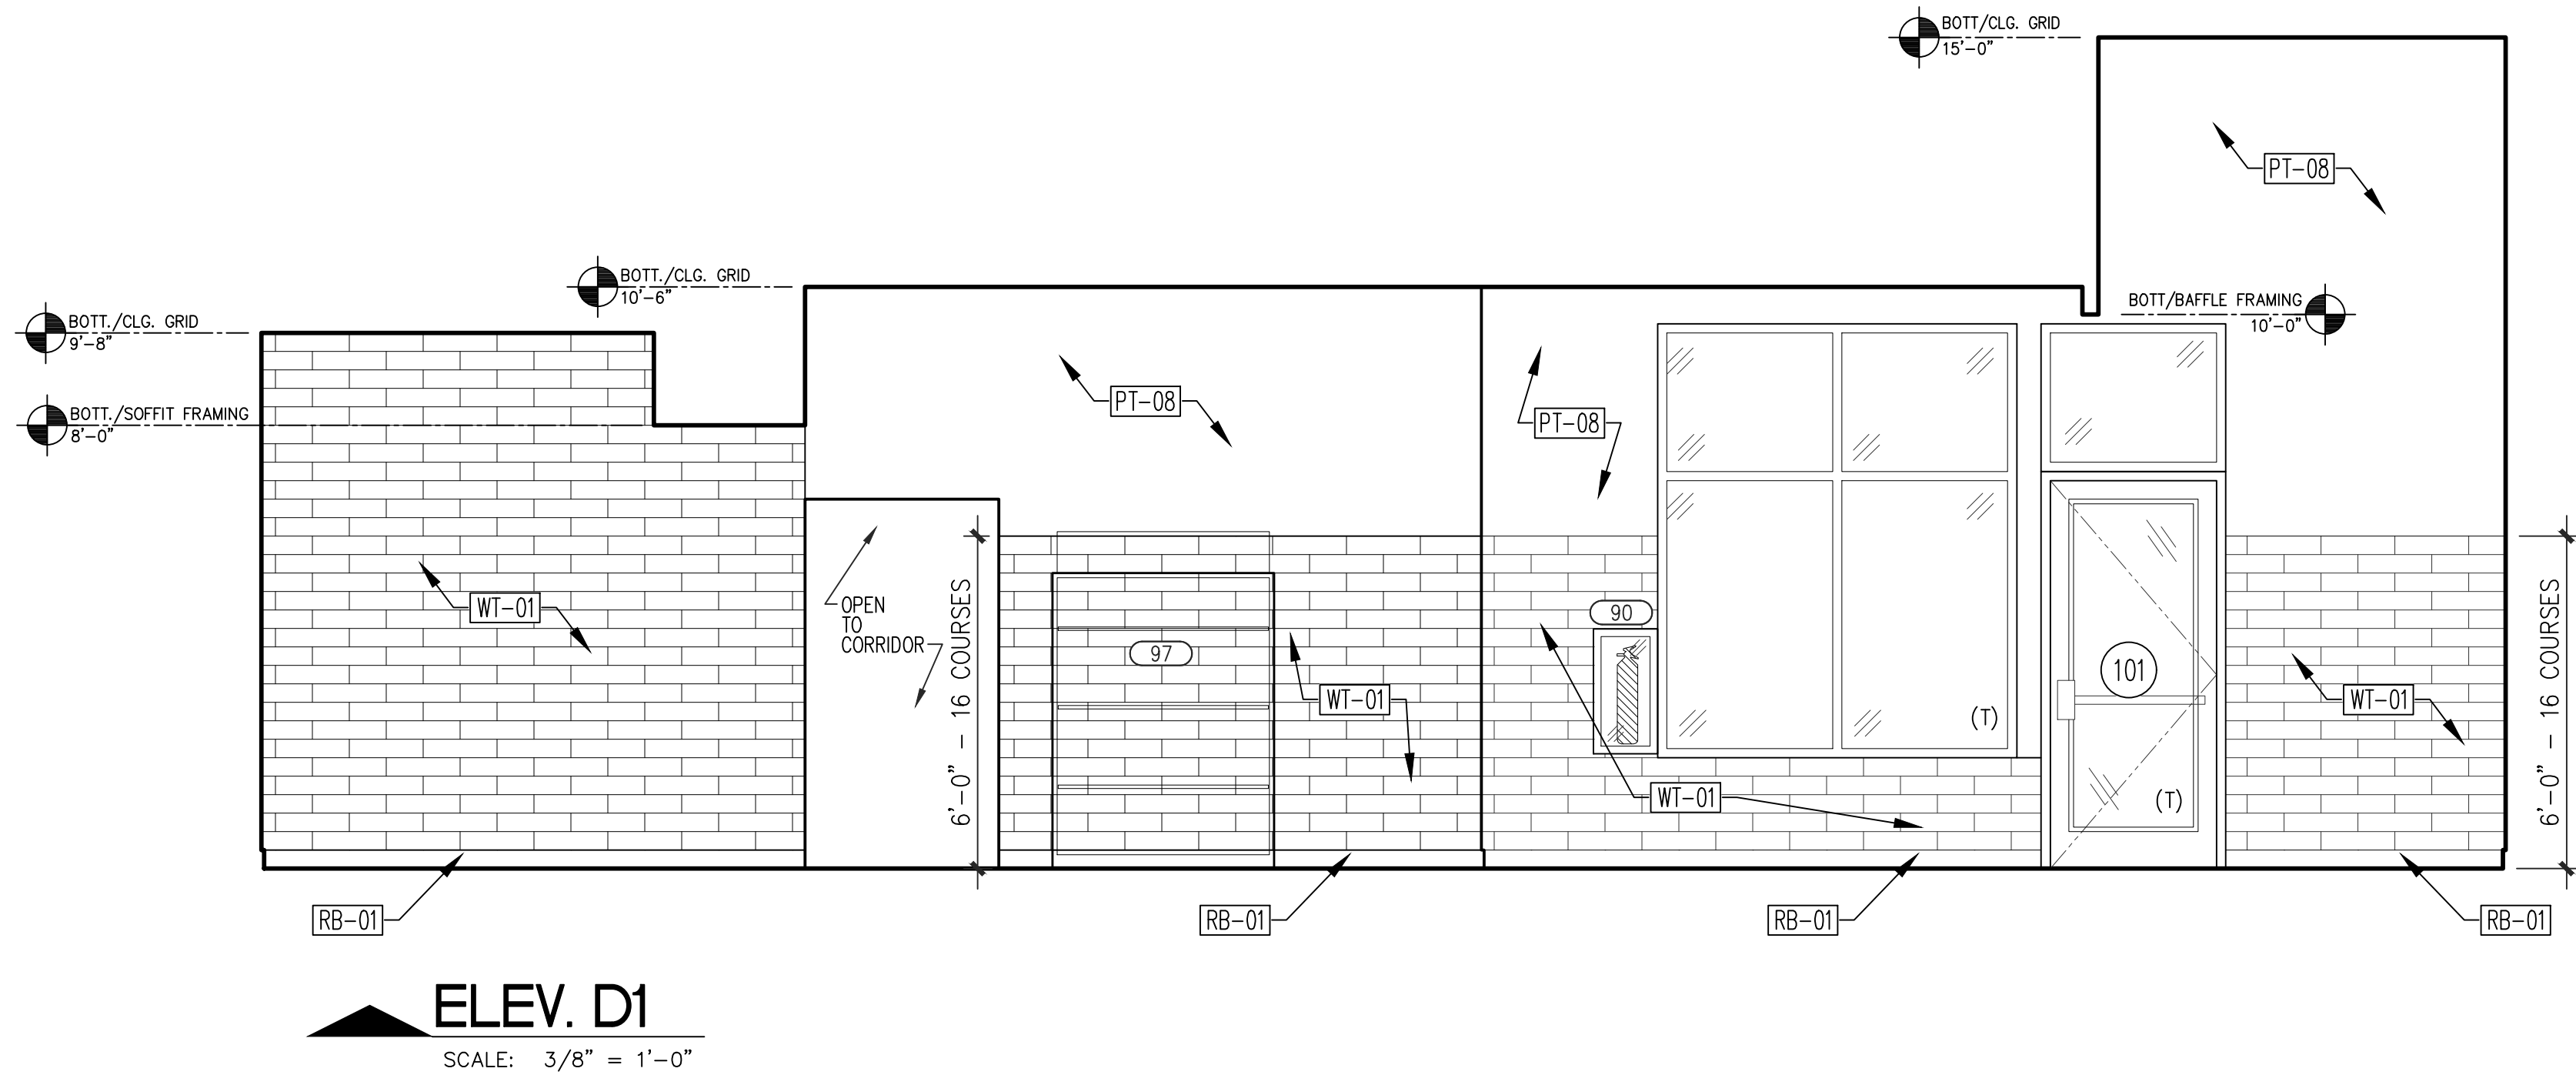 BOTT/CLG. GRID
15'-0"
PT-08
BOTT./CLG. GRID
10'-6"
BOTT/BAFFLE FRAMING
10'-0"
BOTT./CLG. GRID
9'-8"
BOTT./SOFFIT FRAMING
8'-0"
PT-08
PT-08
WT-01
OPEN
TO
CORRIDOR
6'-0" - 16 COURSES
97
WT-01
90
(T)
WT-01
101
(T)
WT-01
6'-0" - 16 COURSES
RB-01
RB-01
RB-01
RB-01
ELEV. D1
SCALE: 3/8" = 1'-0"